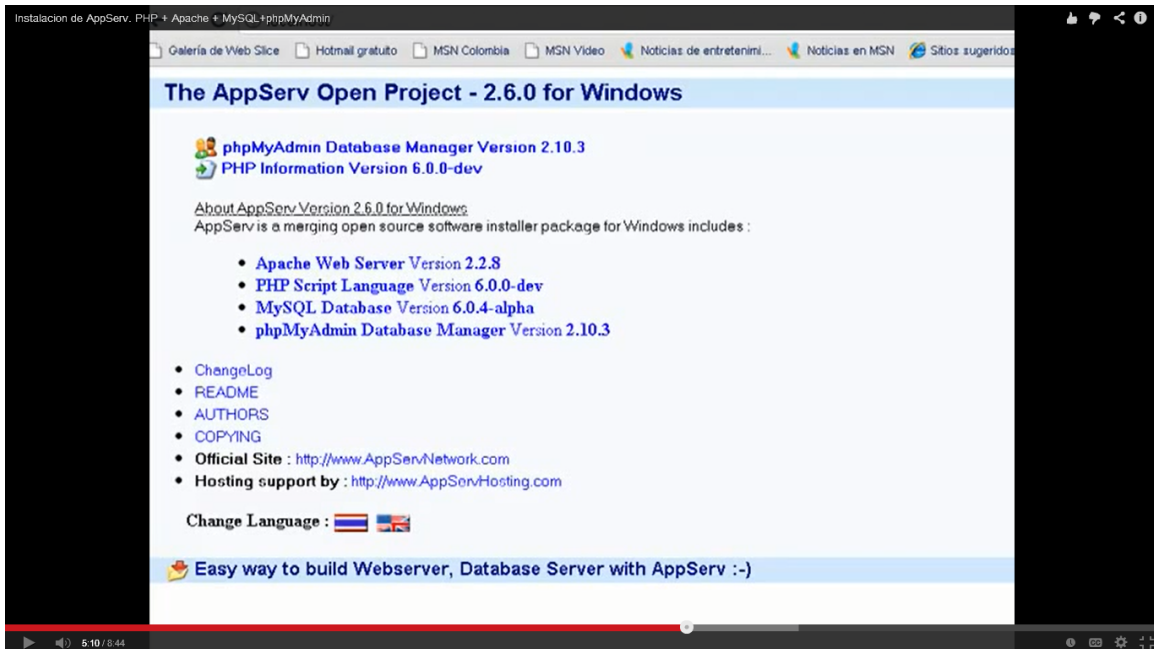 Instalacion de AppServ. PHP + Apache + MySQL+phpMyAdmin
Galería de Web Slice Hotmail gratuito MSN Colombia MSN Video Noticias de entretenimi... Noticias en MSN Sitios sugeridos
The AppServ Open Project - 2.6.0 for Windows
phpMyAdmin Database Manager Version 2.10.3
PHP Information Version 6.0.0-dev
About AppServ Version 2.6.0 for Windows
AppServ is a merging open source software installer package for Windows includes :
Apache Web Server Version 2.2.8
PHP Script Language Version 6.0.0-dev
MySQL Database Version 6.0.4-alpha
phpMyAdmin Database Manager Version 2.10.3
ChangeLog
README
AUTHORS
COPYING
Official Site : http://www.AppServNetwork.com
Hosting support by : http://www.AppServHosting.com
Change Language :
Easy way to build Webserver, Database Server with AppServ :-)
5:10 / 8:44